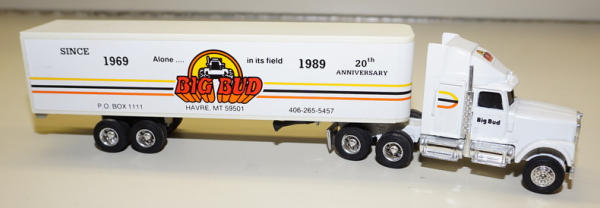 SINCE 1969 Alone .... in its field 1989 20th
ANNIVERSARY
BIG BUD
P.O. BOX 1111 HAVRE, MT 59501 406-265-5457
Big Bud